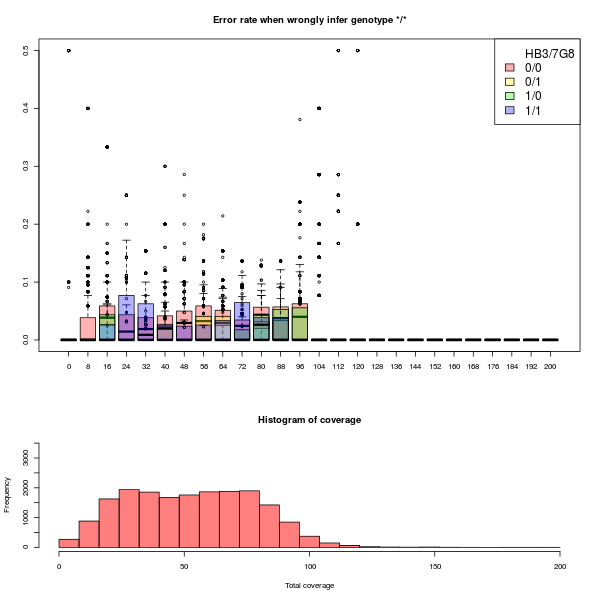 Error rate when wrongly infer genotype */*
HB3/7G8
0/0
0/1
1/0
1/1
0.5
0.4
0.3
0.2
0.1
0.0
0 8 16 24 32 40 48 56 64 72 80 88 96 104 112 120 128 136 144 152 160 168 176 184 192 200
Histogram of coverage
Frequency
3000
2000
1000
0
0 50 100 150 200
Total coverage